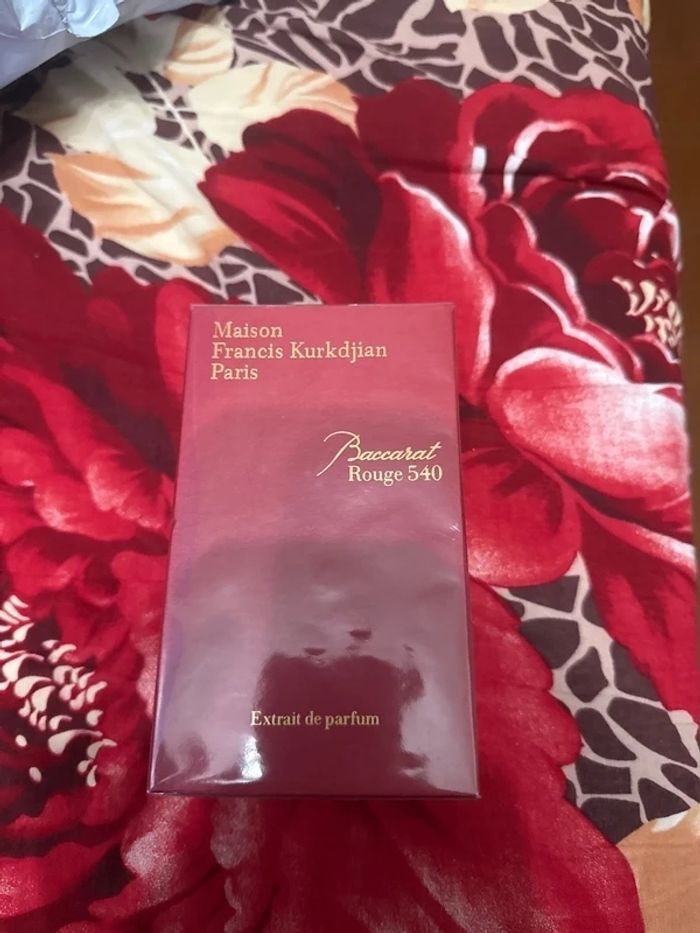 Maison
Francis Kurkdjian
Paris
Baccarat
Rouge 540
Extrait de parfum